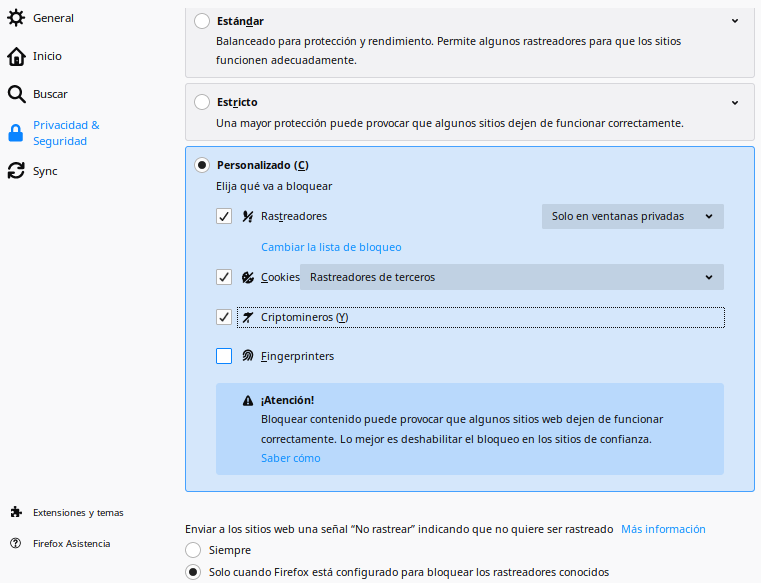 General
Inicio
Buscar
Privacidad &
Seguridad
Sync
Extensiones y temas
Firefox Asistencia
Estándar
Balanceado para protección y rendimiento. Permite algunos rastreadores para que los sitios
funcionen adecuadamente.
Estricto
Una mayor protección puede provocar que algunos sitios dejen de funcionar correctamente.
Personalizado (C)
Elija qué va a bloquear
Rastreadores Solo en ventanas privadas
Cambiar la lista de bloqueo
Cookies Rastreadores de terceros
Criptomineros (Y)
Fingerprinters
¡Atención!
Bloquear contenido puede provocar que algunos sitios web dejen de funcionar
correctamente. Lo mejor es deshabilitar el bloqueo en los sitios de confianza.
Saber cómo
Enviar a los sitios web una señal “No rastrear” indicando que no quiere ser rastreado Más información
Siempre
Solo cuando Firefox está configurado para bloquear los rastreadores conocidos